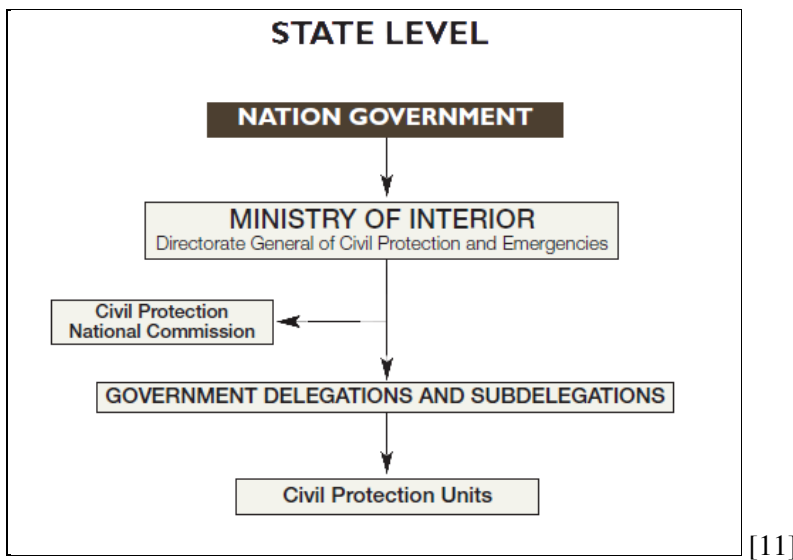 STATE LEVEL
NATION GOVERNMENT
MINISTRY OF INTERIOR
Directorate General of Civil Protection and Emergencies
Civil Protection
National Commission
GOVERNMENT DELEGATIONS AND SUBDELEGATIONS
Civil Protection Units
[11]